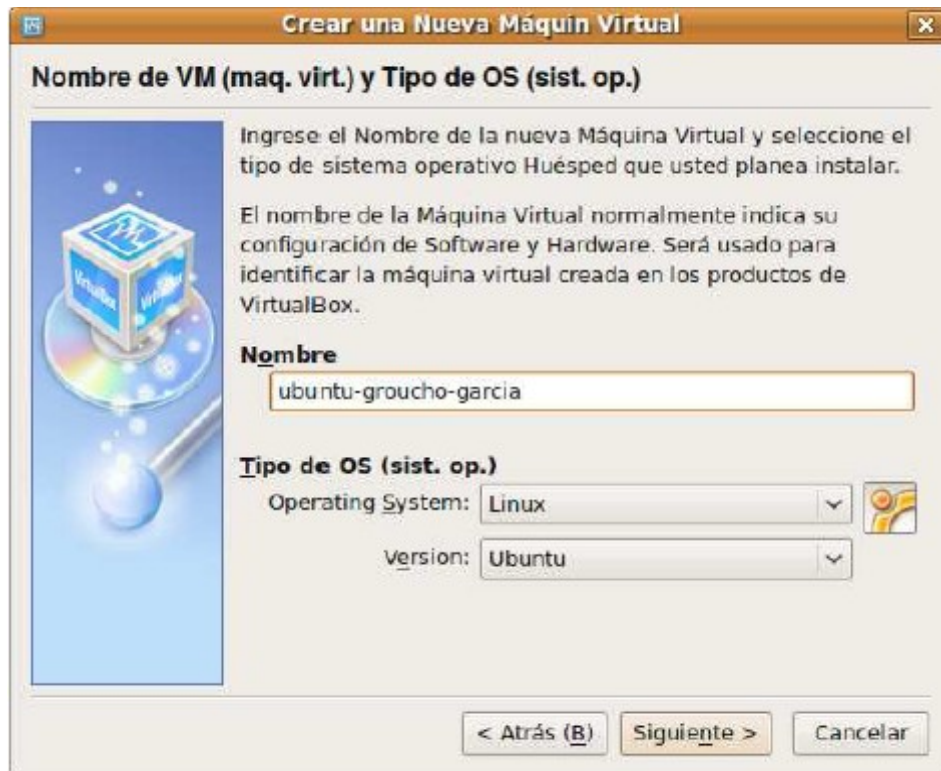 Crear una Nueva Máquin Virtual
Nombre de VM (maq. virt.) y Tipo de OS (sist. op.)
Ingrese el Nombre de la nueva Máquina Virtual y seleccione el
tipo de sistema operativo Huésped que usted planea instalar.
El nombre de la Máquina Virtual normalmente indica su
configuración de Software y Hardware. Será usado para
identificar la máquina virtual creada en los productos de
VirtualBox.
Nombre
ubuntu-groucho-garcia
Tipo de OS (sist. op.)
Operating System: Linux
Version: Ubuntu
VirtualBox
< Atrás (B) Siguiente > Cancelar